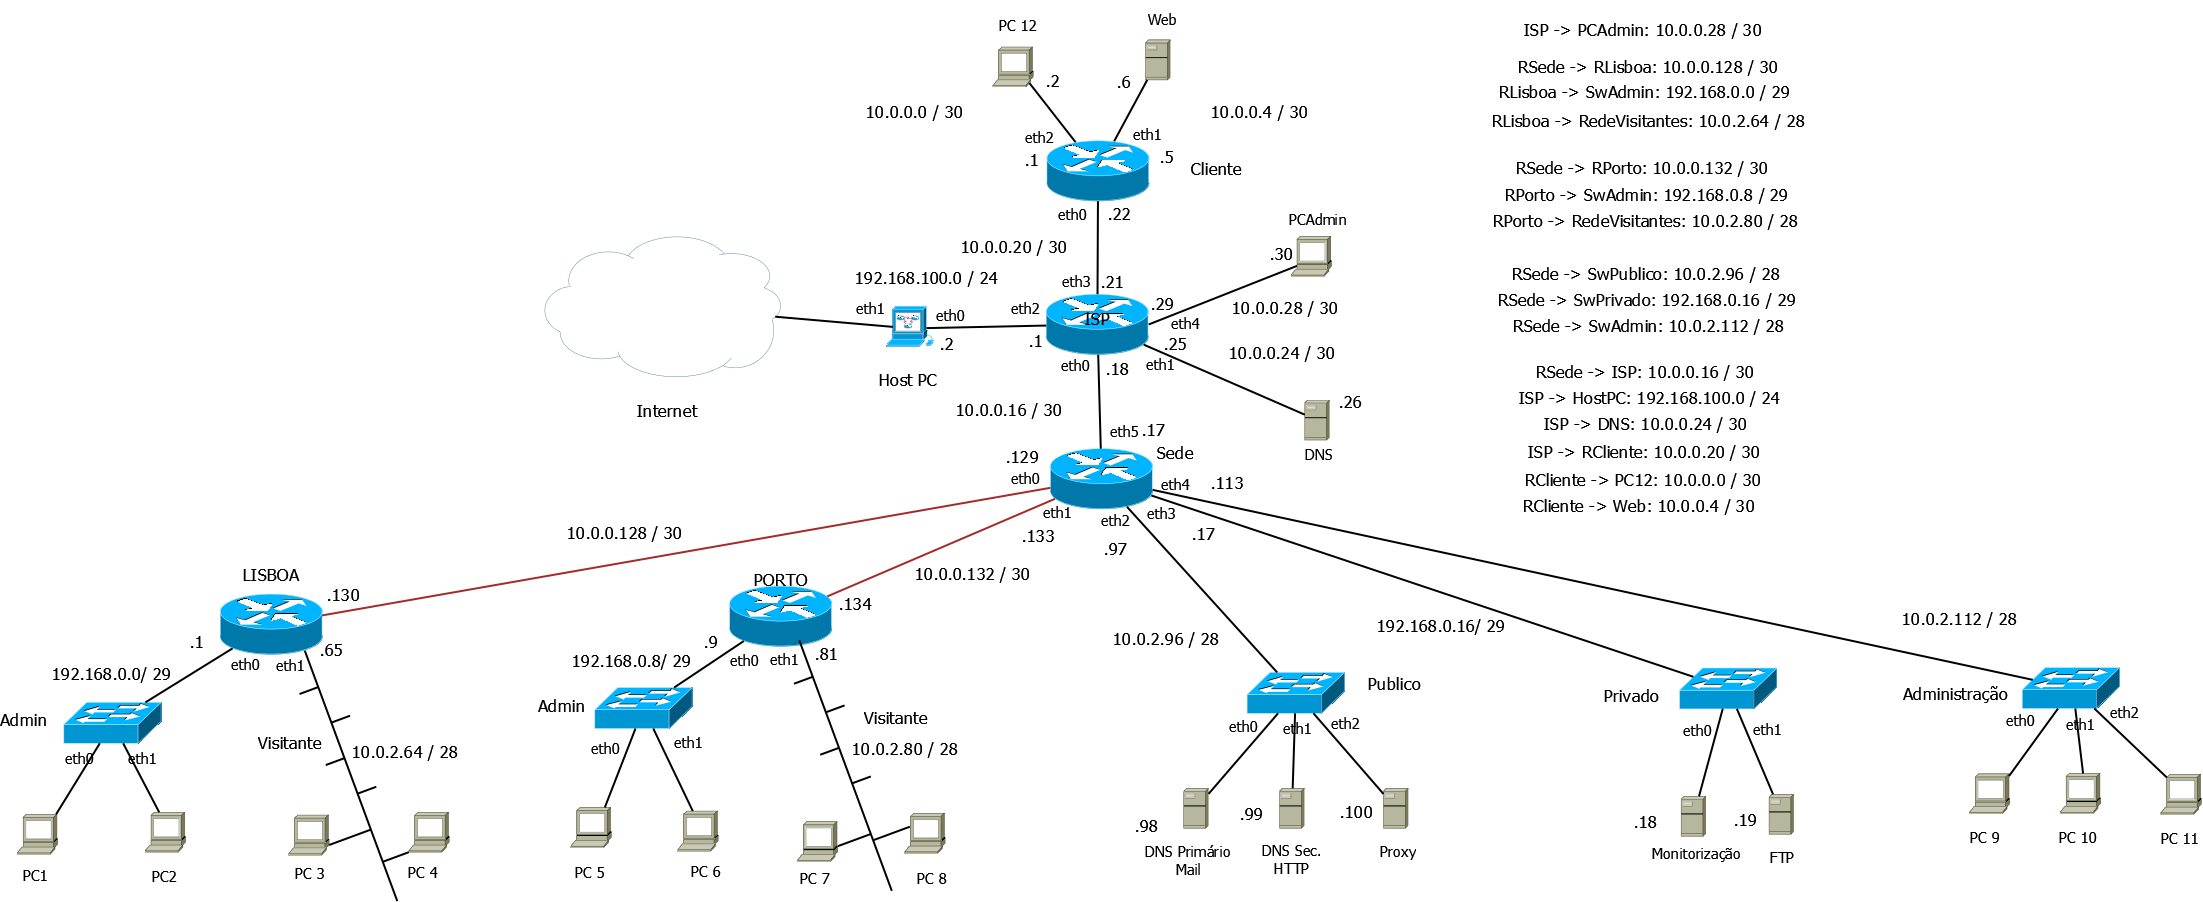 PC 12
Web
.2
.6
10.0.0.0 / 30
10.0.0.4 / 30
eth2
eth1
.1
.5
Cliente
eth0
.22
PCAdmin
10.0.0.20 / 30
.30
192.168.100.0 / 24
eth3
.21
eth1
eth0
eth2
.29
10.0.0.28 / 30
ISP
eth4
.2
.1
.25
10.0.0.24 / 30
eth0
.18
eth1
Host PC
Internet
10.0.0.16 / 30
.26
eth5
.17
DNS
.129
Sede
eth0
eth4
.113
eth1
eth2
eth3
.133
.97
.17
10.0.0.128 / 30
10.0.0.132 / 30
LISBOA
.130
PORTO
.134
.1
.65
eth0
eth1
192.168.0.0/ 29
.9
.81
eth0
eth1
192.168.0.8/ 29
10.0.2.96 / 28
192.168.0.16/ 29
10.0.2.112 / 28
Admin
Visitante
eth0
eth1
10.0.2.64 / 28
Admin
Visitante
eth0
eth1
10.0.2.80 / 28
Publico
eth0
eth1
eth2
Privado
eth0
eth1
Administração
eth0
eth1
eth2
PC1
PC2
PC 3
PC 4
PC 5
PC 6
PC 7
PC 8
.98
.99
.100
DNS Primário
Mail
DNS Sec.
HTTP
Proxy
.18
.19
Monitorização
FTP
PC 9
PC 10
PC 11
ISP -> PCAdmin: 10.0.0.28 / 30
RSede -> RLisboa: 10.0.0.128 / 30
RLisboa -> SwAdmin: 192.168.0.0 / 29
RLisboa -> RedeVisitantes: 10.0.2.64 / 28
RSede -> RPorto: 10.0.0.132 / 30
RPorto -> SwAdmin: 192.168.0.8 / 29
RPorto -> RedeVisitantes: 10.0.2.80 / 28
RSede -> SwPublico: 10.0.2.96 / 28
RSede -> SwPrivado: 192.168.0.16 / 29
RSede -> SwAdmin: 10.0.2.112 / 28
RSede -> ISP: 10.0.0.16 / 30
ISP -> HostPC: 192.168.100.0 / 24
ISP -> DNS: 10.0.0.24 / 30
ISP -> RCliente: 10.0.0.20 / 30
RCliente -> PC12: 10.0.0.0 / 30
RCliente -> Web: 10.0.0.4 / 30